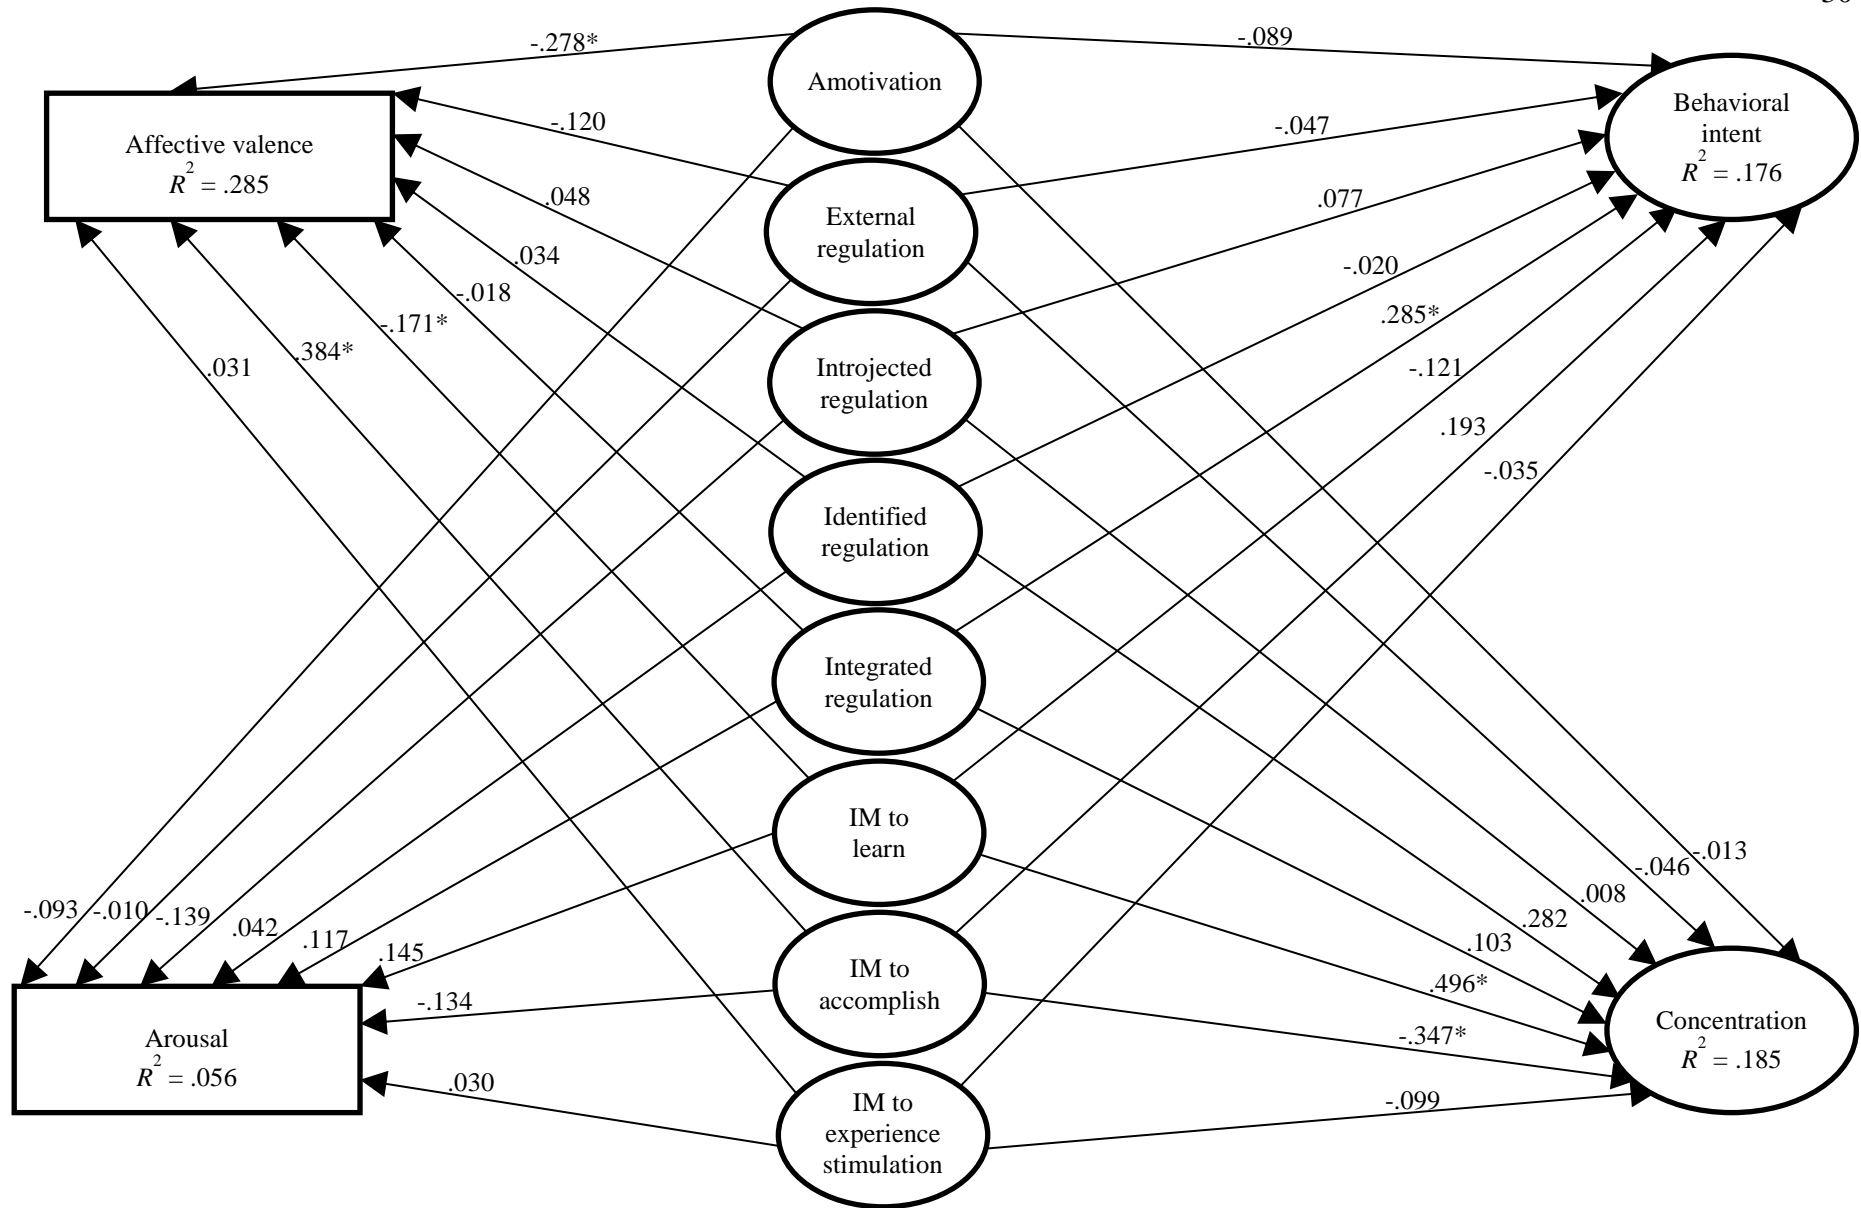 -.278*
Amotivation
-.089
Affective valence
R² = .285
-.120
-.047
Behavioral
intent
R² = .176
.048
External
regulation
.077
.034
-.020
-.018
.285*
-.171*
Introjected
regulation
-.121
.384*
.193
.031
-.035
Identified
regulation
Integrated
regulation
IM to
learn
-.093
-.010
-.139
.042
.117
.145
-.013
-.046
.008
.282
.103
.496*
IM to
accomplish
-.134
-.347*
Arousal
R² = .056
Concentration
R² = .185
.030
IM to
experience
stimulation
-.099